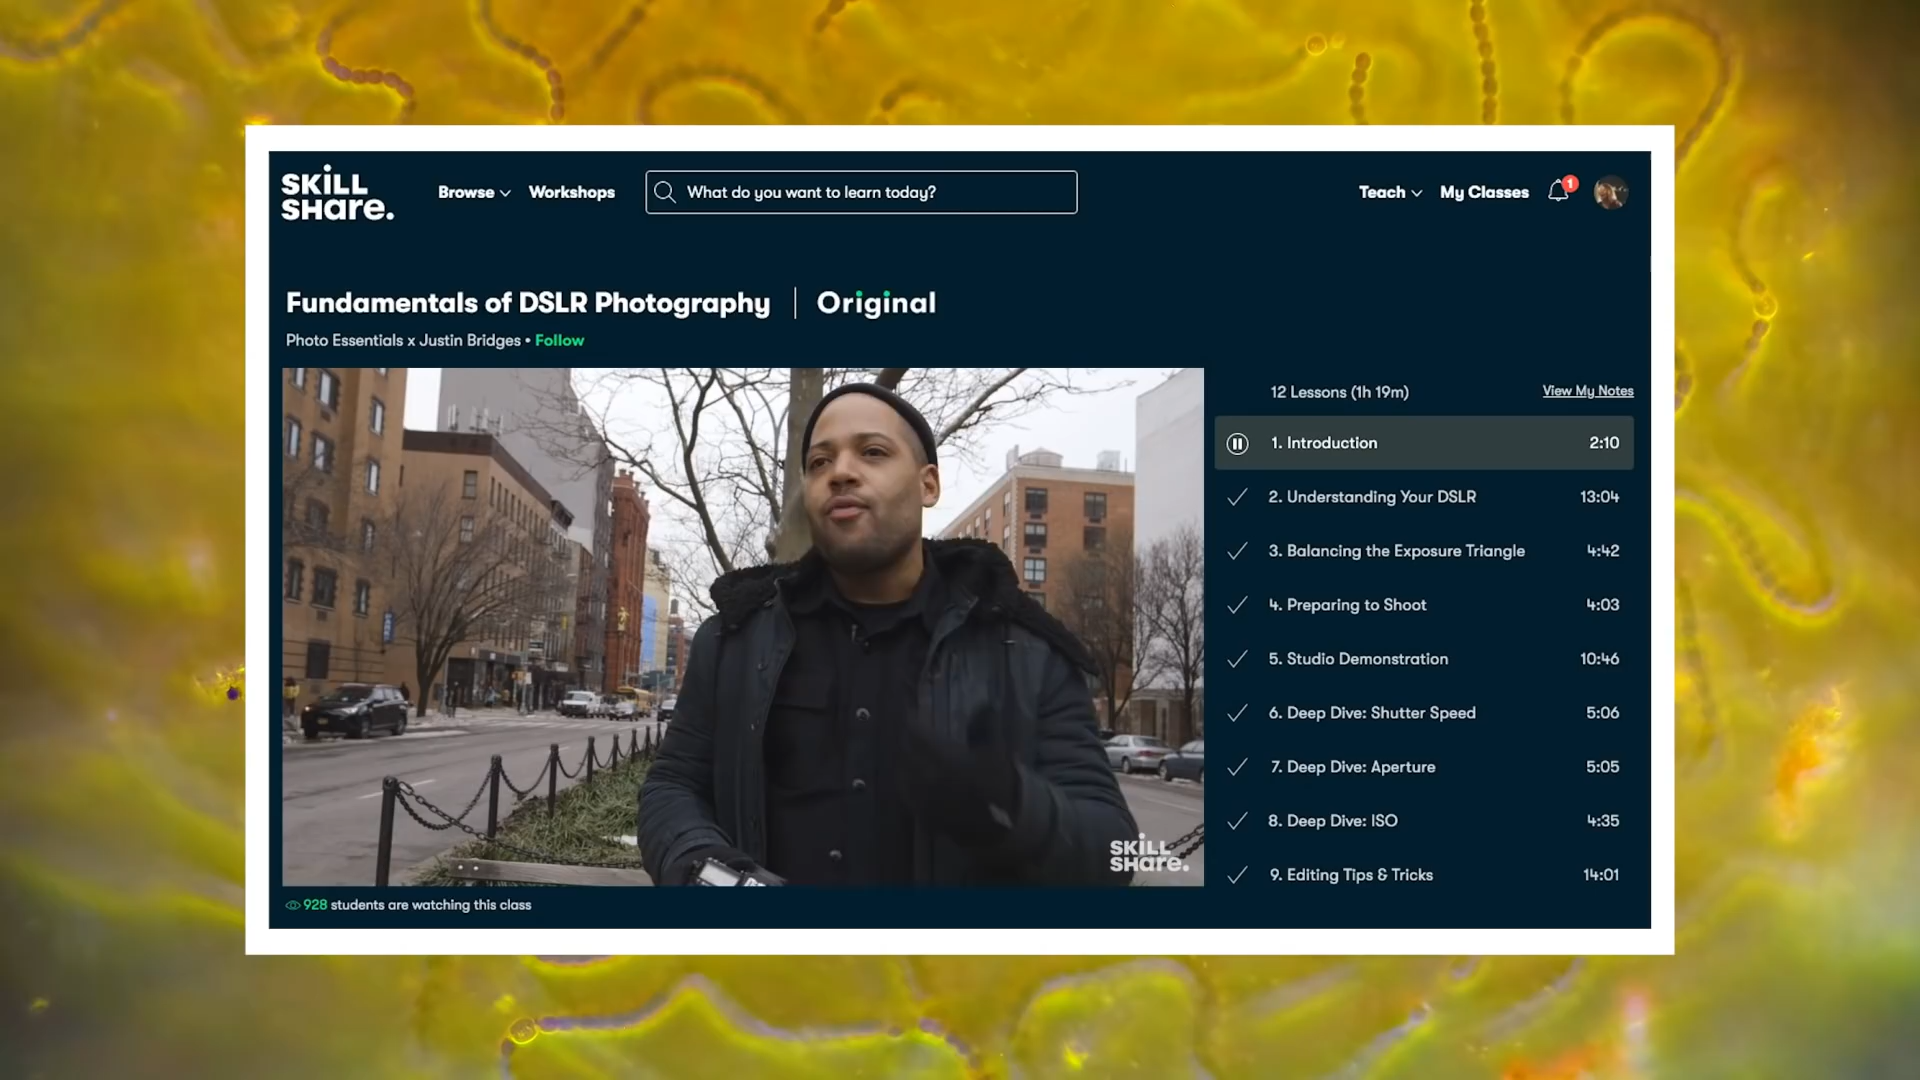 SKILL SHARE.
Browse
Workshops
What do you want to learn today?
Teach
My Classes
1
Fundamentals of DSLR Photography | Original
Photo Essentials x Justin Bridges • Follow
12 Lessons (1h 19m)
View My Notes
1. Introduction 2:10
2. Understanding Your DSLR 13:04
3. Balancing the Exposure Triangle 4:42
4. Preparing to Shoot 4:03
5. Studio Demonstration 10:46
6. Deep Dive: Shutter Speed 5:06
7. Deep Dive: Aperture 5:05
8. Deep Dive: ISO 4:35
9. Editing Tips & Tricks 14:01
SKILL
SHARE.
928 students are watching this class